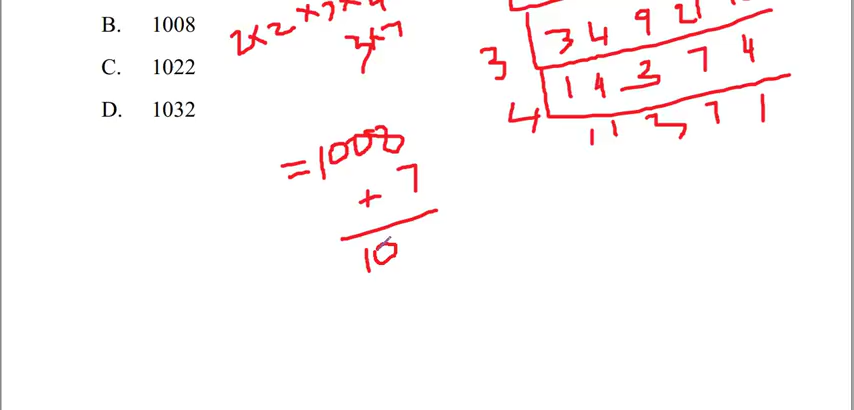 B. 1008
C. 1022
D. 1032
2×2×3×4
3×7
3 4 9 21
3 1 4 3 7 4
4 1 1 3 7 1
=1008
+ 7
10